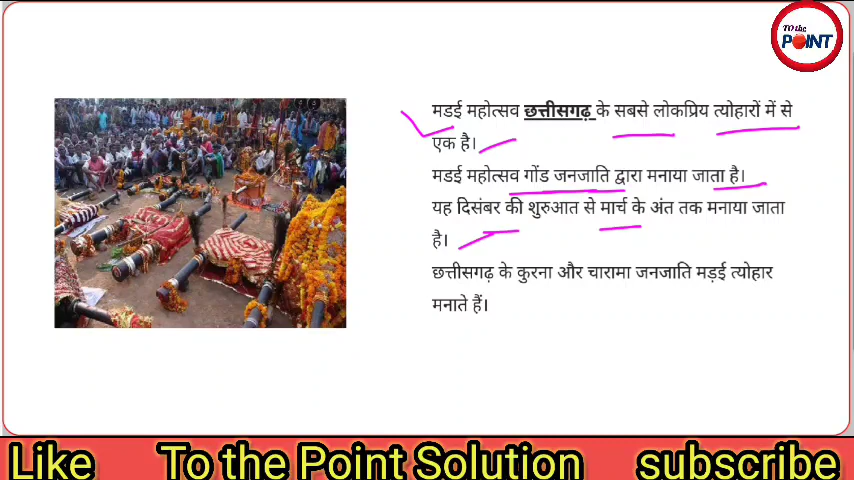 TO the
POINT
मडई महोत्सव छत्तीसगढ़ के सबसे लोकप्रिय त्योहारों में से
एक है।
मडई महोत्सव गोंड जनजाति द्वारा मनाया जाता है।
यह दिसंबर की शुरुआत से मार्च के अंत तक मनाया जाता
है।
छत्तीसगढ़ के कुरना और चारामा जनजाति मड़ई त्योहार
मनाते हैं।
Like To the Point Solution subscribe